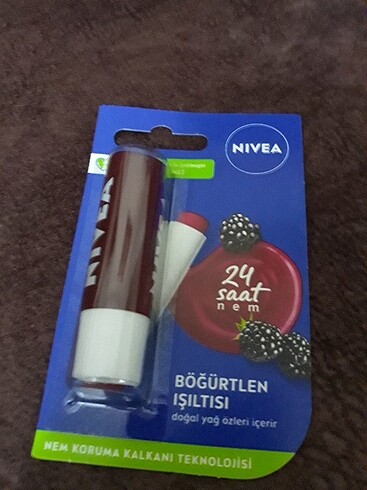 NIVEA
NIVEA
24
saat
nem
BÖĞÜRTLEN
IŞILTISI
doğal yağ özleri içerir
NEM KORUMA KALKANI TEKNOLOJİSİ